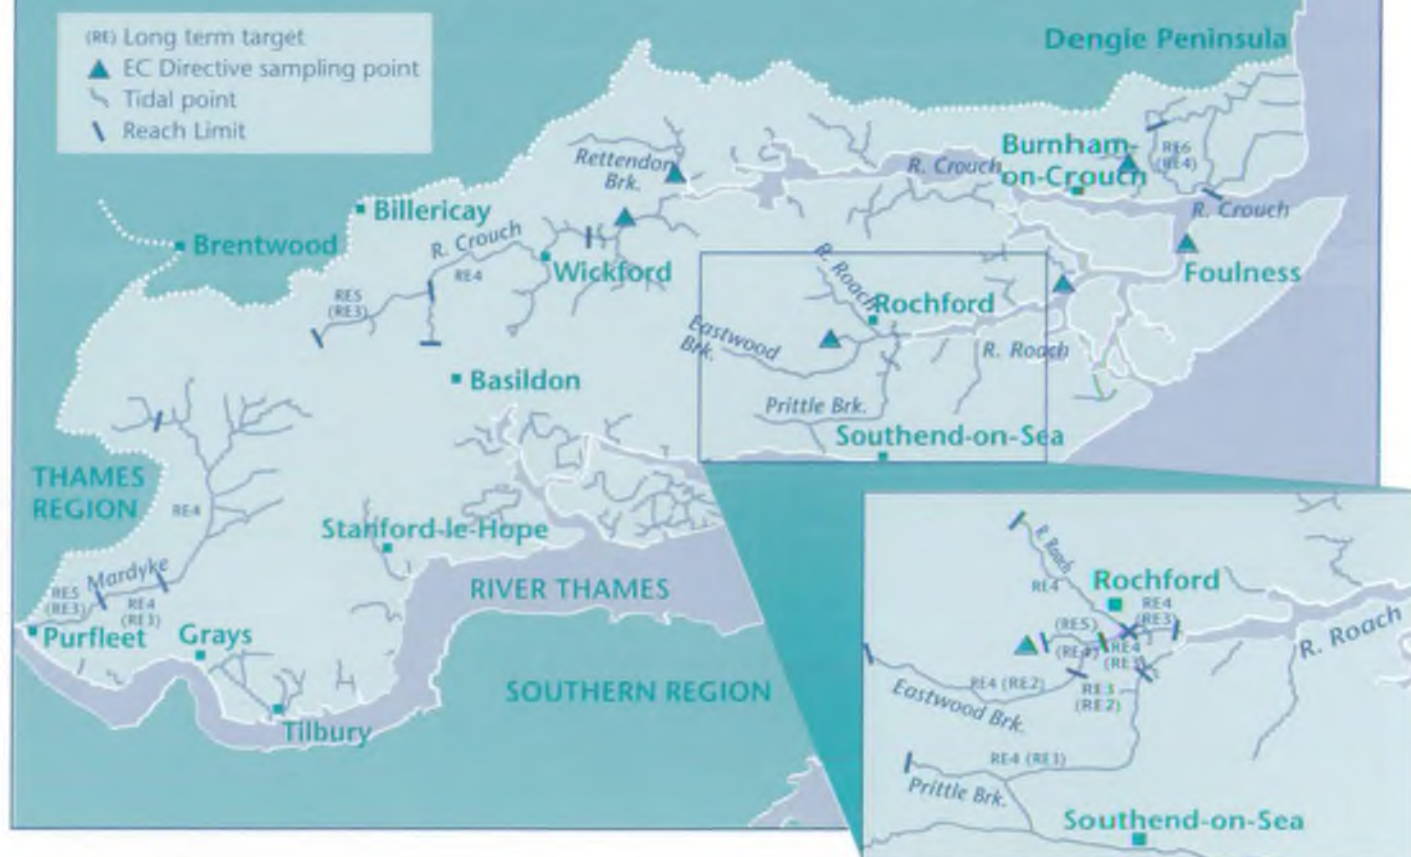 (RE) Long term target
EC Directive sampling point
Tidal point
Reach Limit
Dengie Peninsula
Burnham-
on-Crouch
RE6
(RE4)
Rettendon
Brk.
R. Crouch
R. Crouch
Billericay
R. Crouch
RE4
Brentwood
Wickford
Foulness
RE5
(RE3)
R. Roach
Rochford
Eastwood
Brk.
R. Roach
Basildon
Prittle Brk.
Southend-on-Sea
THAMES
REGION
RE4
Stanford-le-Hope
Mardyke
RE5
(RE3)
RE4
(RE3)
RIVER THAMES
Purfleet
Grays
SOUTHERN REGION
Tilbury
R. Roach
RE4
Rochford
RE4
(RE3)
(RE5)
(RE4)
RE4
R. Roach
RE4 (RE2)
RE3
(RE2)
Eastwood Brk.
RE4 (RE3)
Prittle Brk.
Southend-on-Sea